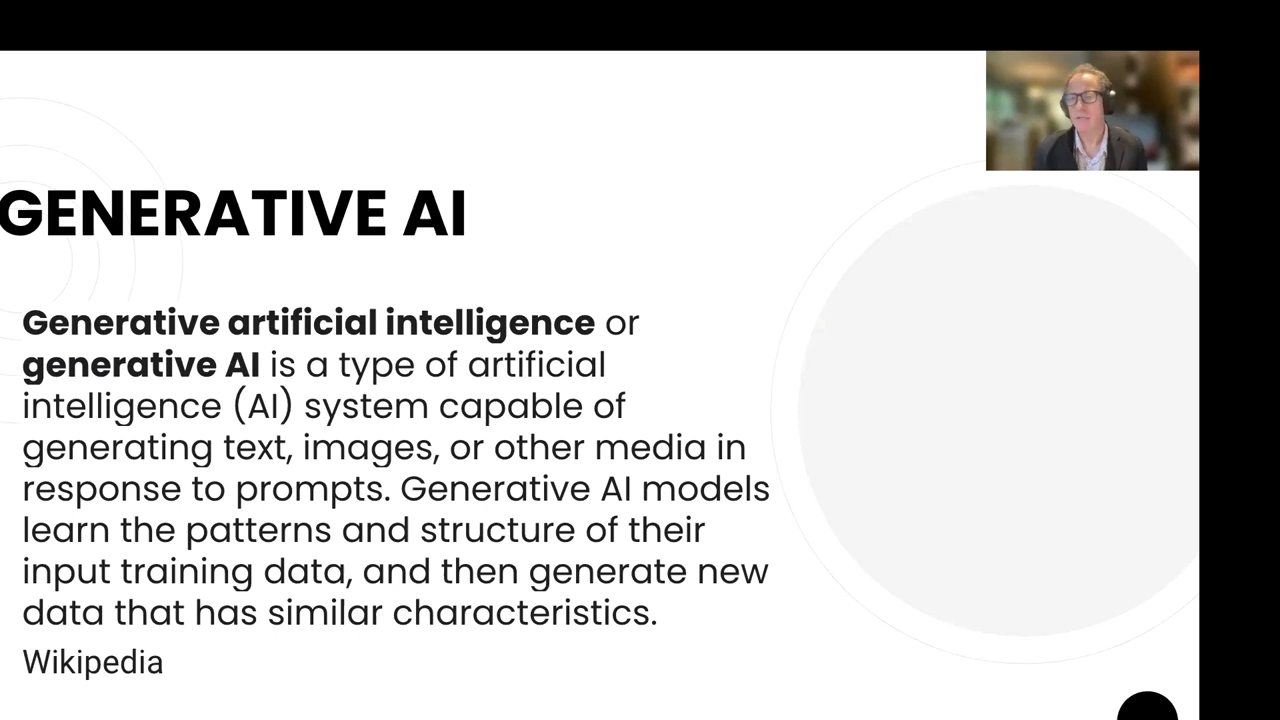 GENERATIVE AI
Generative artificial intelligence or
generative AI is a type of artificial
intelligence (AI) system capable of
generating text, images, or other media in
response to prompts. Generative AI models
learn the patterns and structure of their
input training data, and then generate new
data that has similar characteristics.
Wikipedia